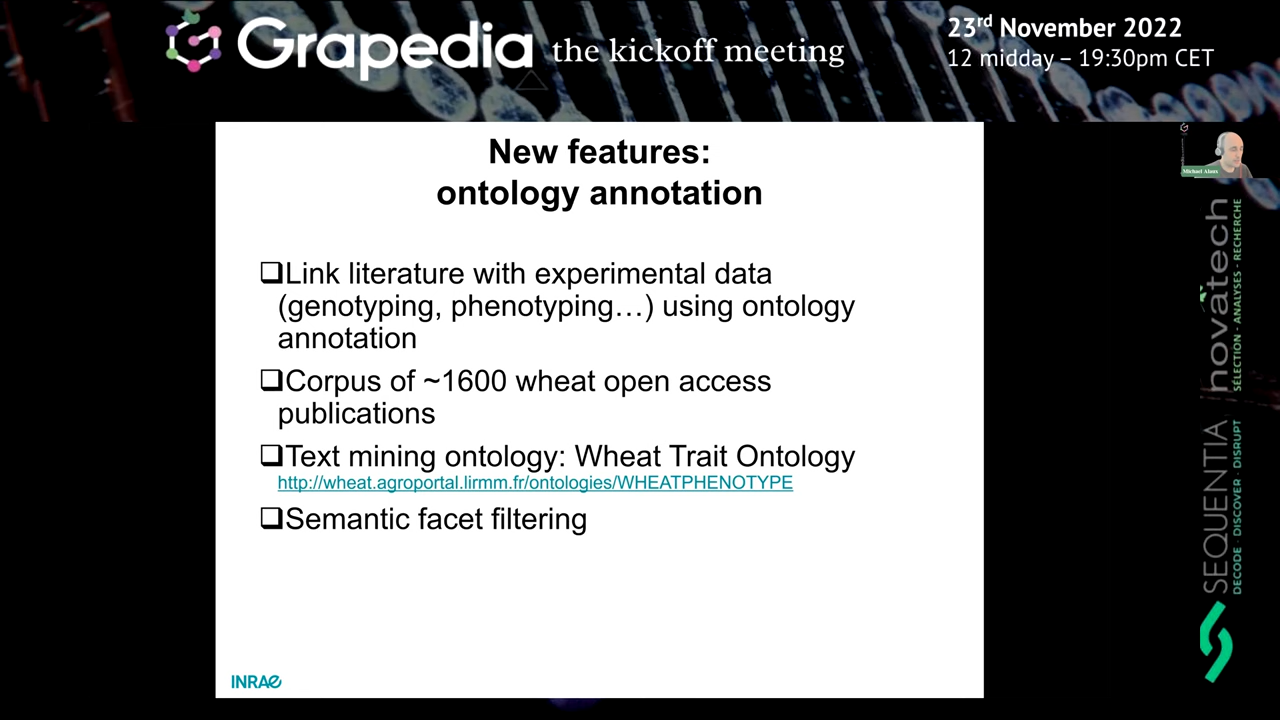 Grapedia the kickoff meeting
23rd November 2022
12 midday – 19:30pm CET
New features:
ontology annotation
❑Link literature with experimental data
(genotyping, phenotyping…) using ontology
annotation
❑Corpus of ~1600 wheat open access
publications
❑Text mining ontology: Wheat Trait Ontology
http://wheat.agroportal.lirmm.fr/ontologies/WHEATPHENOTYPE
❑Semantic facet filtering
INRAE
Michael Alaux
novatech
SÉLECTION - ANALYSES - RECHERCHE
SEQUENTIA
DECODE · DISCOVER · DISRUPT